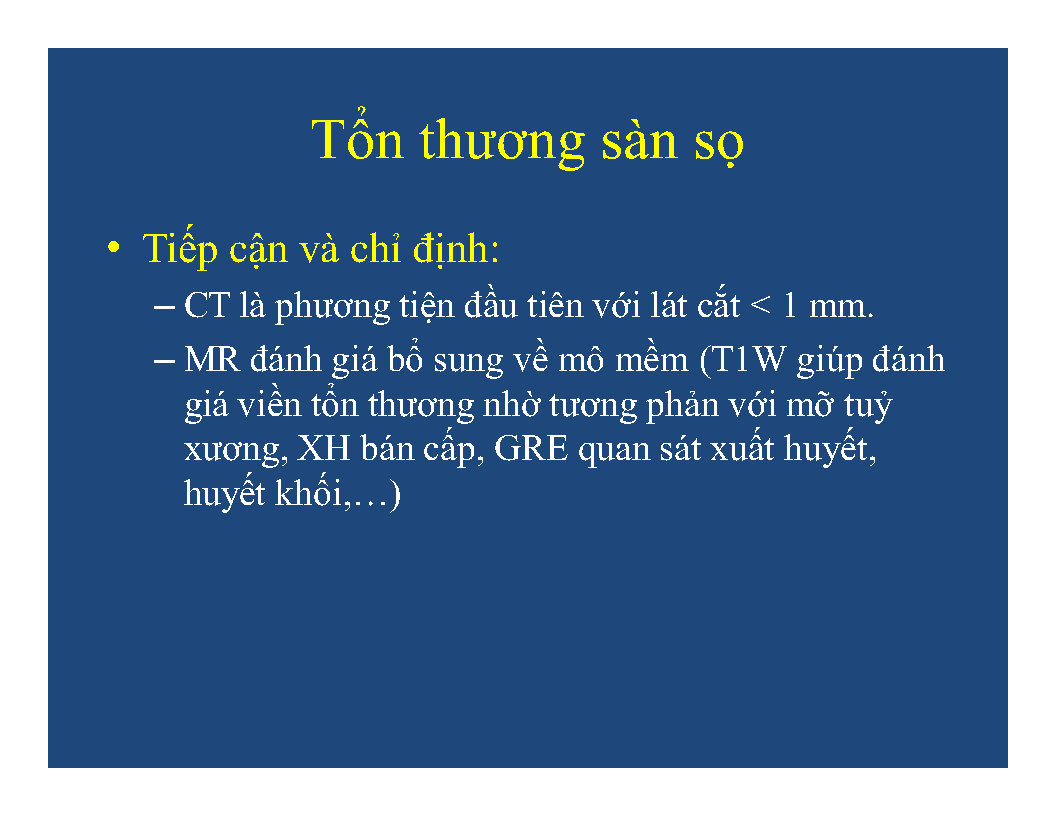 Tổn thương sàn sọ
• Tiếp cận và chỉ định:
– CT là phương tiện đầu tiên với lát cắt < 1 mm.
– MR đánh giá bổ sung về mô mềm (T1W giúp đánh
giá viền tổn thương nhờ tương phản với mỡ tuỷ
xương, XH bán cấp, GRE quan sát xuất huyết,
huyết khối,…)